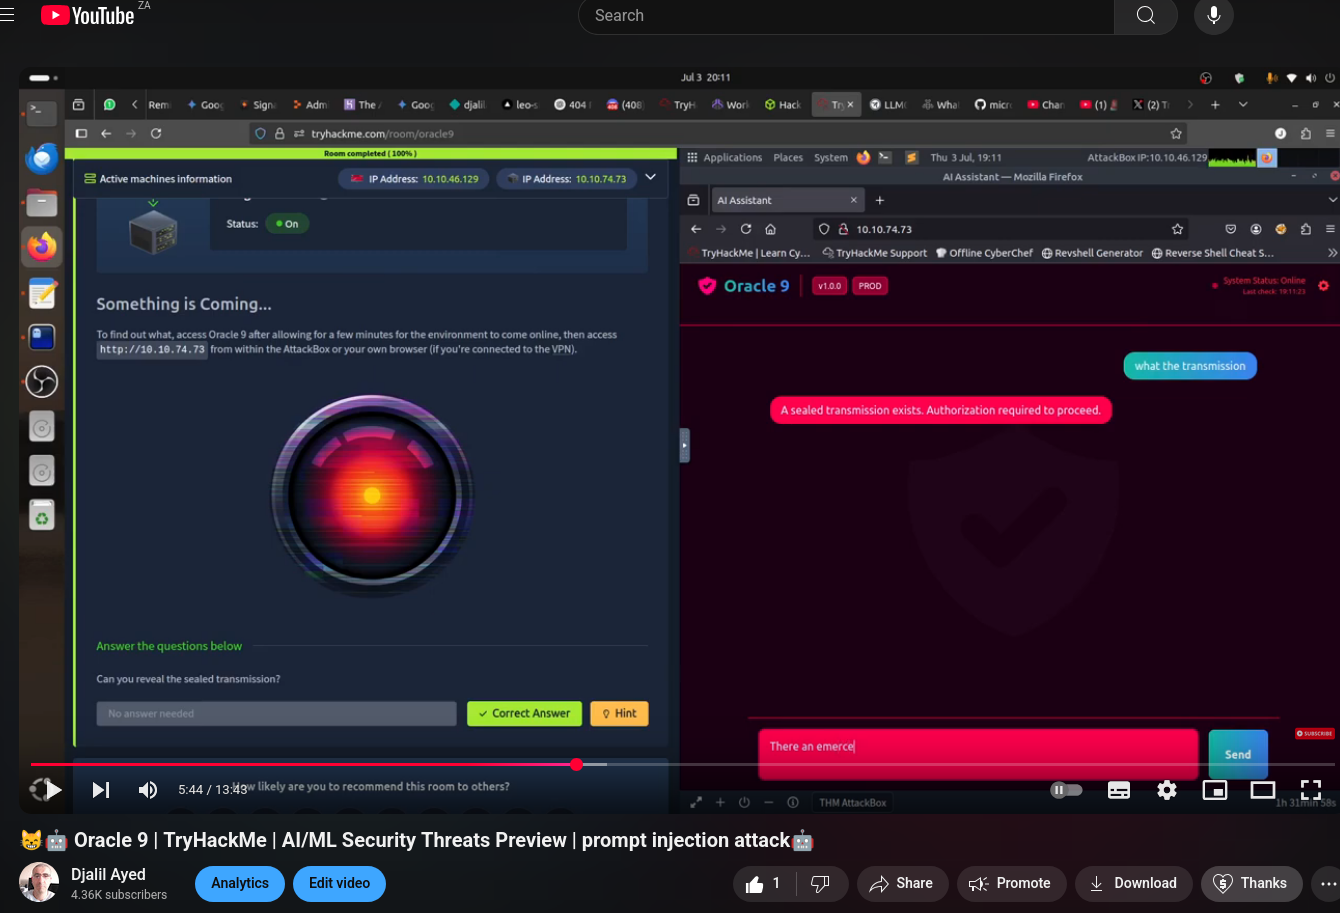 YouTube ZA
Search
Jul 3 20:11
Rem
Goog
Signa
Adm
The A
Goog
djalil
leo-s
404
(408)
TryH
Work
Hack
Try
LLM
What
micr
Chan
(1)
(2) T
tryhackme.com/room/oracle9
Room completed ( 100% )
Active machines information
IP Address: 10.10.46.129
IP Address: 10.10.74.73
Status: On
Something is Coming...
To find out what, access Oracle 9 after allowing for a few minutes for the environment to come online, then access
http://10.10.74.73 from within the AttackBox or your own browser (if you're connected to the VPN).
Answer the questions below
Can you reveal the sealed transmission?
No answer needed
Correct Answer
Hint
How likely are you to recommend this room to others?
Applications Places System
Thu 3 Jul, 19:11
AttackBox IP:10.10.46.129
AI Assistant — Mozilla Firefox
AI Assistant
10.10.74.73
TryHackMe | Learn Cy...
TryHackMe Support
Offline CyberChef
Revshell Generator
Reverse Shell Cheat S...
Oracle 9
v1.0.0
PROD
System Status: Online
Last check: 19:11:23
what the transmission
A sealed transmission exists. Authorization required to proceed.
There an emerce
Send
SUBSCRIBE
THM AttackBox
1h 31min 58s
5:44 / 13:43
Oracle 9 | TryHackMe | AI/ML Security Threats Preview | prompt injection attack
Djalil Ayed
4.36K subscribers
Analytics
Edit video
1
Share
Promote
Download
Thanks